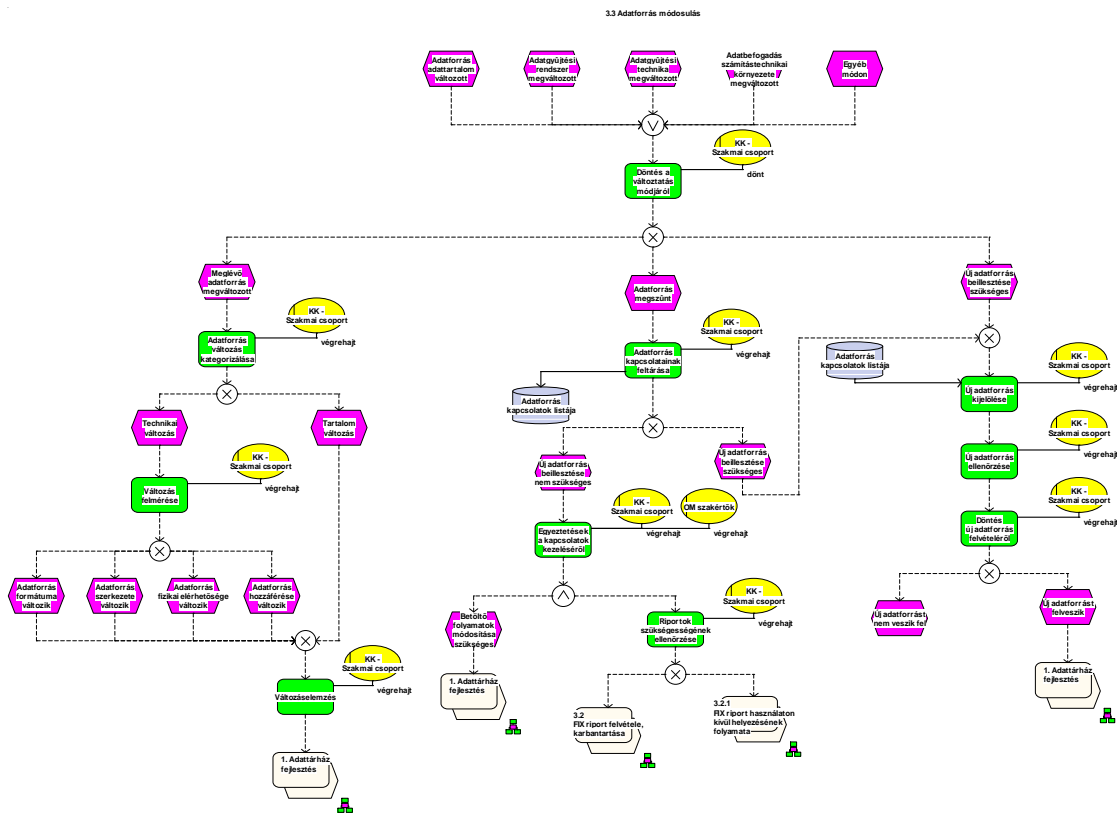 3.3 Adatforrás módosulás
Adatforrás
adattartalom
változott
Adatgyűjtési
rendszer
megváltozott
Adatgyűjtési
technika
megváltozott
Adatbefogadás
számítástechnikai
környezete
megváltozott
Egyéb
módon
KK -
Szakmai csoport
dönt
Döntés a
változtatás
módjáról
Meglévő
adatforrás
megváltozott
Adatforrás
megszűnt
Új adatforrás
beillesztése
szükséges
KK -
Szakmai csoport
végrehajt
Adatforrás
változás
kategorizálása
KK -
Szakmai csoport
végrehajt
Adatforrás
kapcsolatainak
feltárása
Adatforrás
kapcsolatok listája
Adatforrás
kapcsolatok listája
KK -
Szakmai csoport
végrehajt
Új adatforrás
kijelölése
Technikai
változás
Tartalom
változás
Új adatforrás
beillesztése
nem szükséges
Új adatforrás
beillesztése
szükséges
KK -
Szakmai csoport
végrehajt
Új adatforrás
ellenőrzése
KK -
Szakmai csoport
végrehajt
Változás
felmérése
KK -
Szakmai csoport
végrehajt
OM szakértők
végrehajt
Egyeztetések
a kapcsolatok
kezeléséről
KK -
Szakmai csoport
végrehajt
Döntés
új adatforrás
felvételéről
Adatforrás
formátuma
változik
Adatforrás
szerkezete
változik
Adatforrás
fizikai elérhetősége
változik
Adatforrás
hozzáférése
változik
Betöltő
folyamatok
módosítása
szükséges
KK -
Szakmai csoport
végrehajt
Riportok
szükségességének
ellenőrzése
Új adatforrást
nem veszik fel
Új adatforrást
felveszik
KK -
Szakmai csoport
végrehajt
Változáselemzés
1. Adattárház
fejlesztés
3.2
FIX riport felvétele,
karbantartása
3.2.1
FIX riport használaton
kívül helyezésének
folyamata
1. Adattárház
fejlesztés
1. Adattárház
fejlesztés